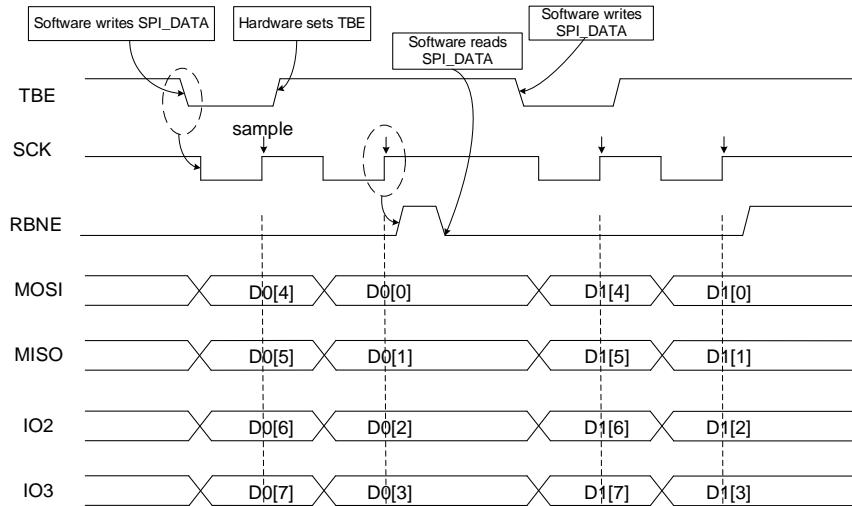 Software writes SPI_DATA
Hardware sets TBE
Software reads
SPI_DATA
Software writes
SPI_DATA
TBE
sample
SCK
RBNE
MOSI D0[4] D0[0] D1[4] D1[0]
MISO D0[5] D0[1] D1[5] D1[1]
IO2 D0[6] D0[2] D1[6] D1[2]
IO3 D0[7] D0[3] D1[7] D1[3]